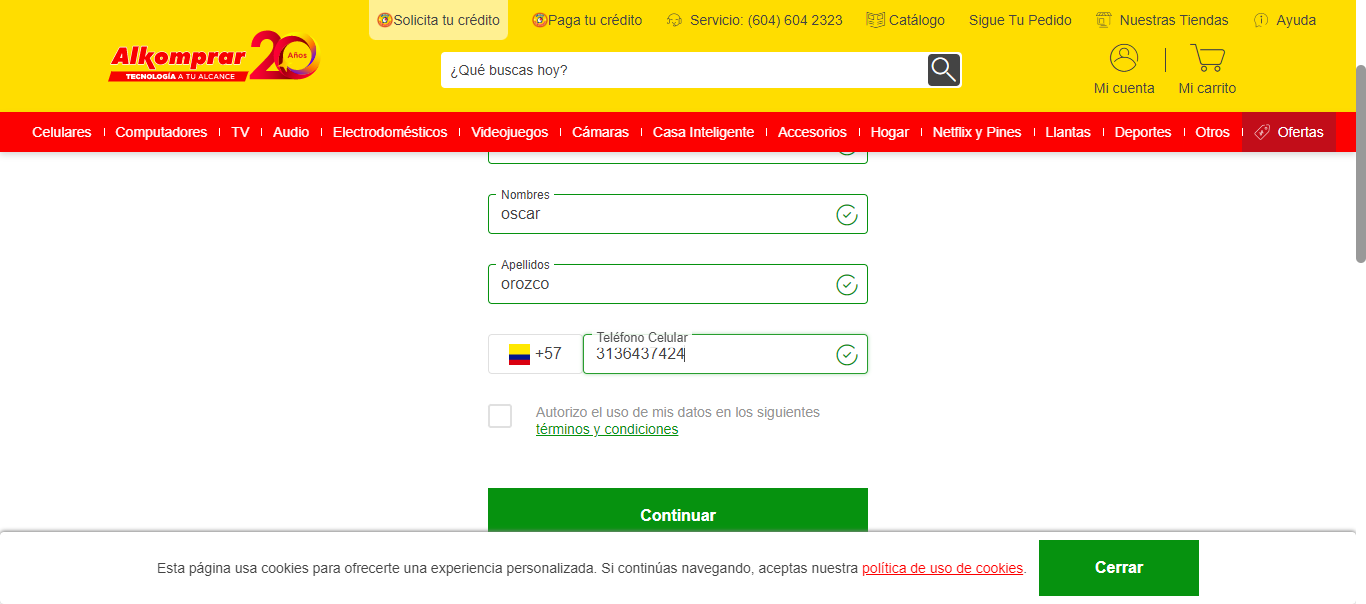 Solicita tu crédito
Paga tu crédito
Servicio: (604) 604 2323
Catálogo
Sigue Tu Pedido
Nuestras Tiendas
Ayuda
Alkomprar 20 Años
TECNOLOGÍA A TU ALCANCE
¿Qué buscas hoy?
Mi cuenta
Mi carrito
Celulares
Computadores
TV
Audio
Electrodomésticos
Videojuegos
Cámaras
Casa Inteligente
Accesorios
Hogar
Netflix y Pines
Llantas
Deportes
Otros
Ofertas
Nombres
oscar
Apellidos
orozco
Teléfono Celular
+57
3136437424
Autorizo el uso de mis datos en los siguientes
términos y condiciones
Continuar
Esta página usa cookies para ofrecerte una experiencia personalizada. Si continúas navegando, aceptas nuestra política de uso de cookies.
Cerrar